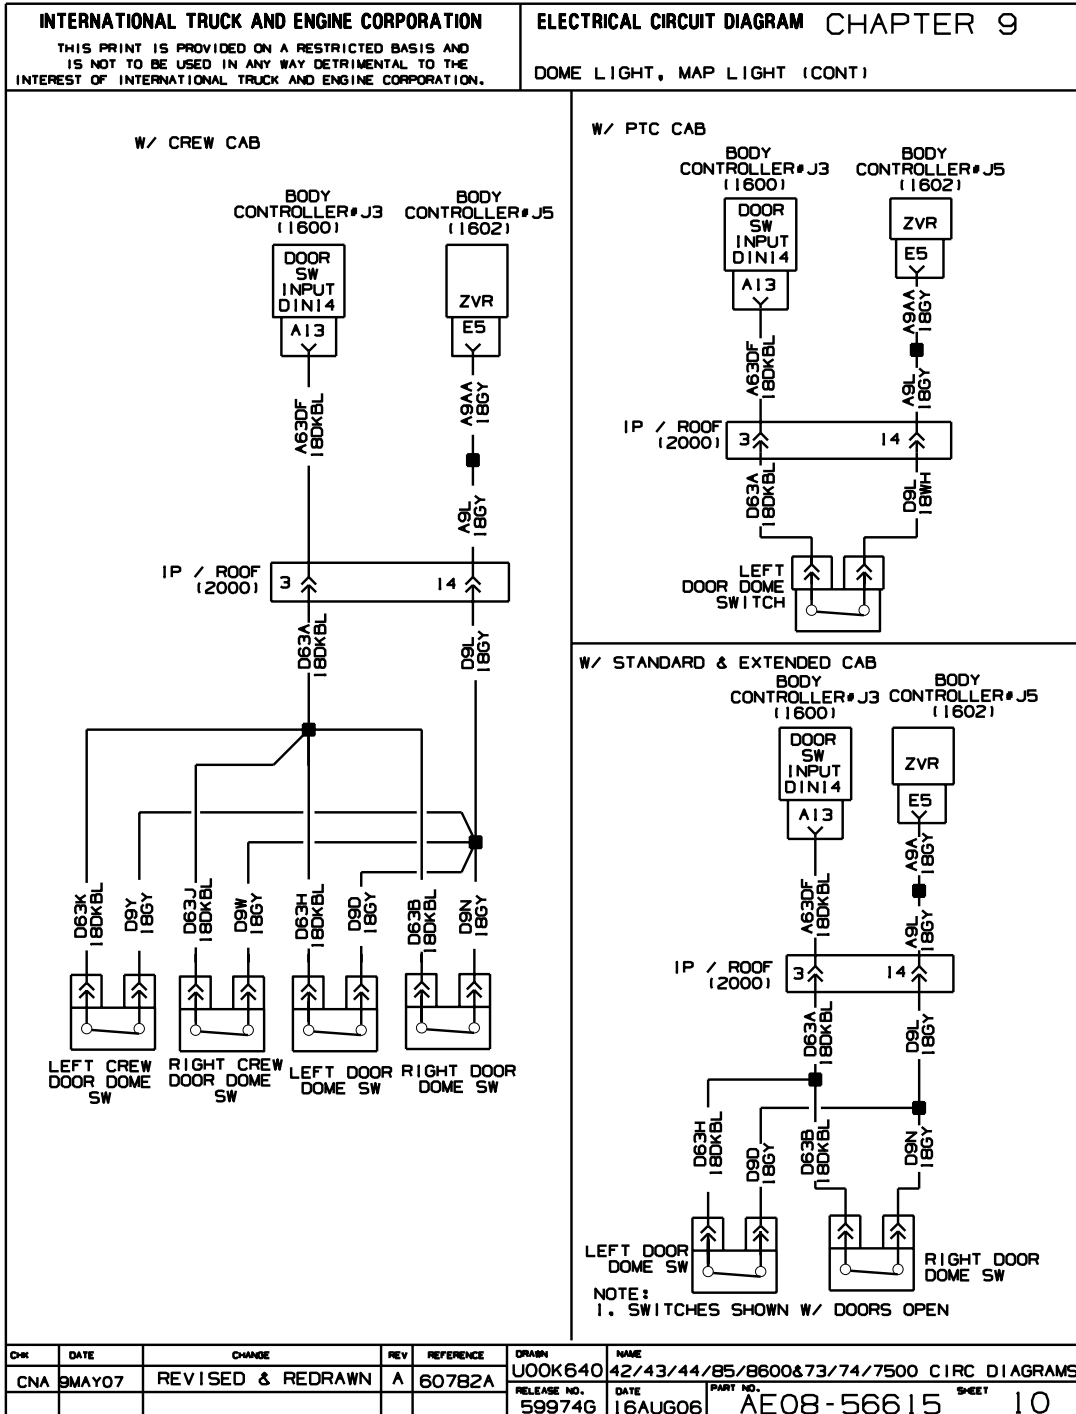 INTERNATIONAL TRUCK AND ENGINE CORPORATION
THIS PRINT IS PROVIDED ON A RESTRICTED BASIS AND
IS NOT TO BE USED IN ANY WAY DETRIMENTAL TO THE
INTEREST OF INTERNATIONAL TRUCK AND ENGINE CORPORATION.
ELECTRICAL CIRCUIT DIAGRAM CHAPTER 9
DOME LIGHT, MAP LIGHT (CONT)
W/ CREW CAB
BODY
CONTROLLER#J3
(1600)
BODY
CONTROLLER#J5
(1602)
DOOR
SW
INPUT
DIN14
ZVR
A13
E5
A63DF
18DKBL
A9AA
18GY
A9L
18GY
IP / ROOF
(2000)
3
14
D63A
18DKBL
D9L
18GY
D63K
18DKBL
D9Y
18GY
D63J
18DKBL
D9W
18GY
D63H
18DKBL
D9D
18GY
D63B
18DKBL
D9N
18GY
LEFT CREW
DOOR DOME
SW
RIGHT CREW
DOOR DOME
SW
LEFT DOOR
DOME SW
RIGHT DOOR
DOME SW
W/ PTC CAB
BODY
CONTROLLER#J3
(1600)
BODY
CONTROLLER#J5
(1602)
DOOR
SW
INPUT
DIN14
ZVR
A13
E5
A63DF
18DKBL
A9AA
18GY
A9L
18GY
IP / ROOF
(2000)
3
14
D63A
18DKBL
D9L
18WH
LEFT
DOOR DOME
SWITCH
W/ STANDARD & EXTENDED CAB
BODY
CONTROLLER#J3
(1600)
BODY
CONTROLLER#J5
(1602)
DOOR
SW
INPUT
DIN14
ZVR
A13
E5
A63DF
18DKBL
A9A
18GY
A9L
18GY
IP / ROOF
(2000)
3
14
D63A
18DKBL
D9L
18GY
D63H
18DKBL
D9D
18GY
D63B
18DKBL
D9N
18GY
LEFT DOOR
DOME SW
RIGHT DOOR
DOME SW
NOTE:
1. SWITCHES SHOWN W/ DOORS OPEN
CHK DATE CHANGE REV REFERENCE
CNA 9MAY07 REVISED & REDRAWN A 60782A
DRAWN
U00K640
NAME
42/43/44/85/8600&73/74/7500 CIRC DIAGRAMS
RELEASE NO.
59974G
DATE
16AUG06
PART NO.
AE08-56615
SHEET
10